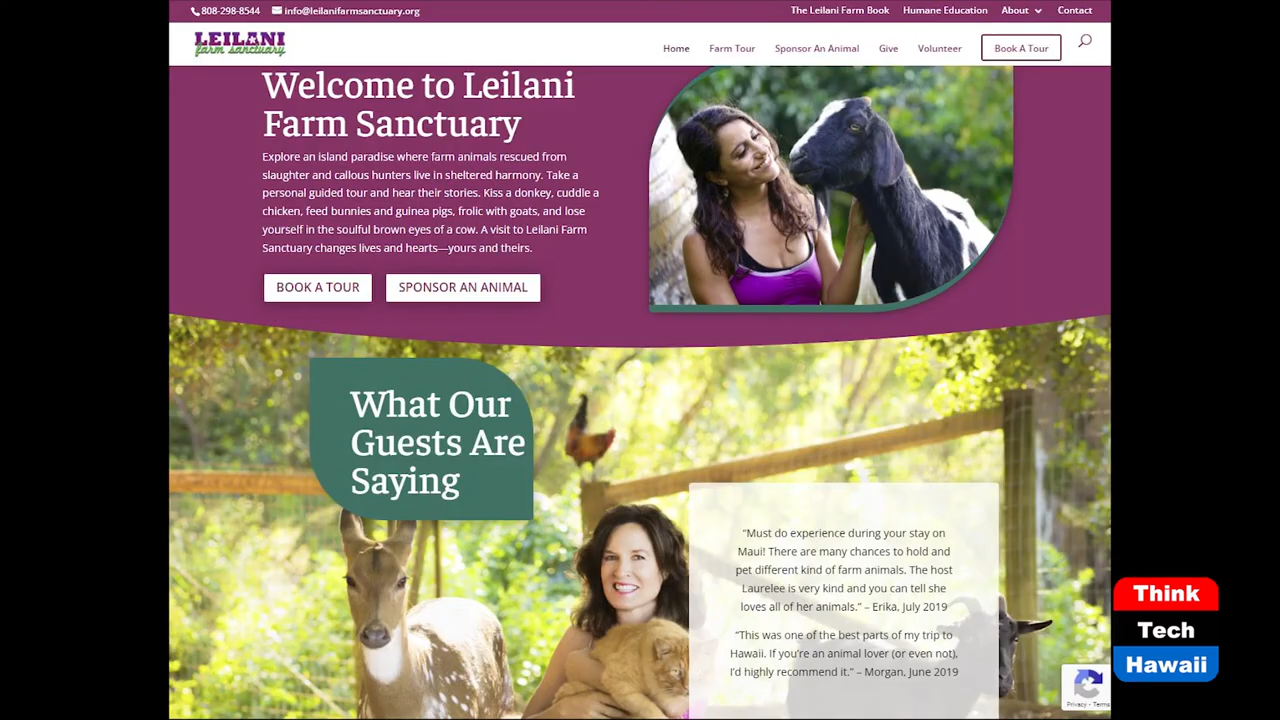 808-298-8544 info@leilanifarmsanctuary.org The Leilani Farm Book Humane Education About Contact
LEILANI
farm sanctuary
Home Farm Tour Sponsor An Animal Give Volunteer Book A Tour
Welcome to Leilani
Farm Sanctuary
Explore an island paradise where farm animals rescued from
slaughter and callous hunters live in sheltered harmony. Take a
personal guided tour and hear their stories. Kiss a donkey, cuddle a
chicken, feed bunnies and guinea pigs, frolic with goats, and lose
yourself in the soulful brown eyes of a cow. A visit to Leilani Farm
Sanctuary changes lives and hearts—yours and theirs.
BOOK A TOUR SPONSOR AN ANIMAL
What Our
Guests Are
Saying
“Must do experience during your stay on
Maui! There are many chances to hold and
pet different kind of farm animals. The host
Laurelee is very kind and you can tell she
loves all of her animals.” – Erika, July 2019
“This was one of the best parts of my trip to
Hawaii. If you’re an animal lover (or even not),
I’d highly recommend it.” – Morgan, June 2019
Think
Tech
Hawaii
Privacy - Terms